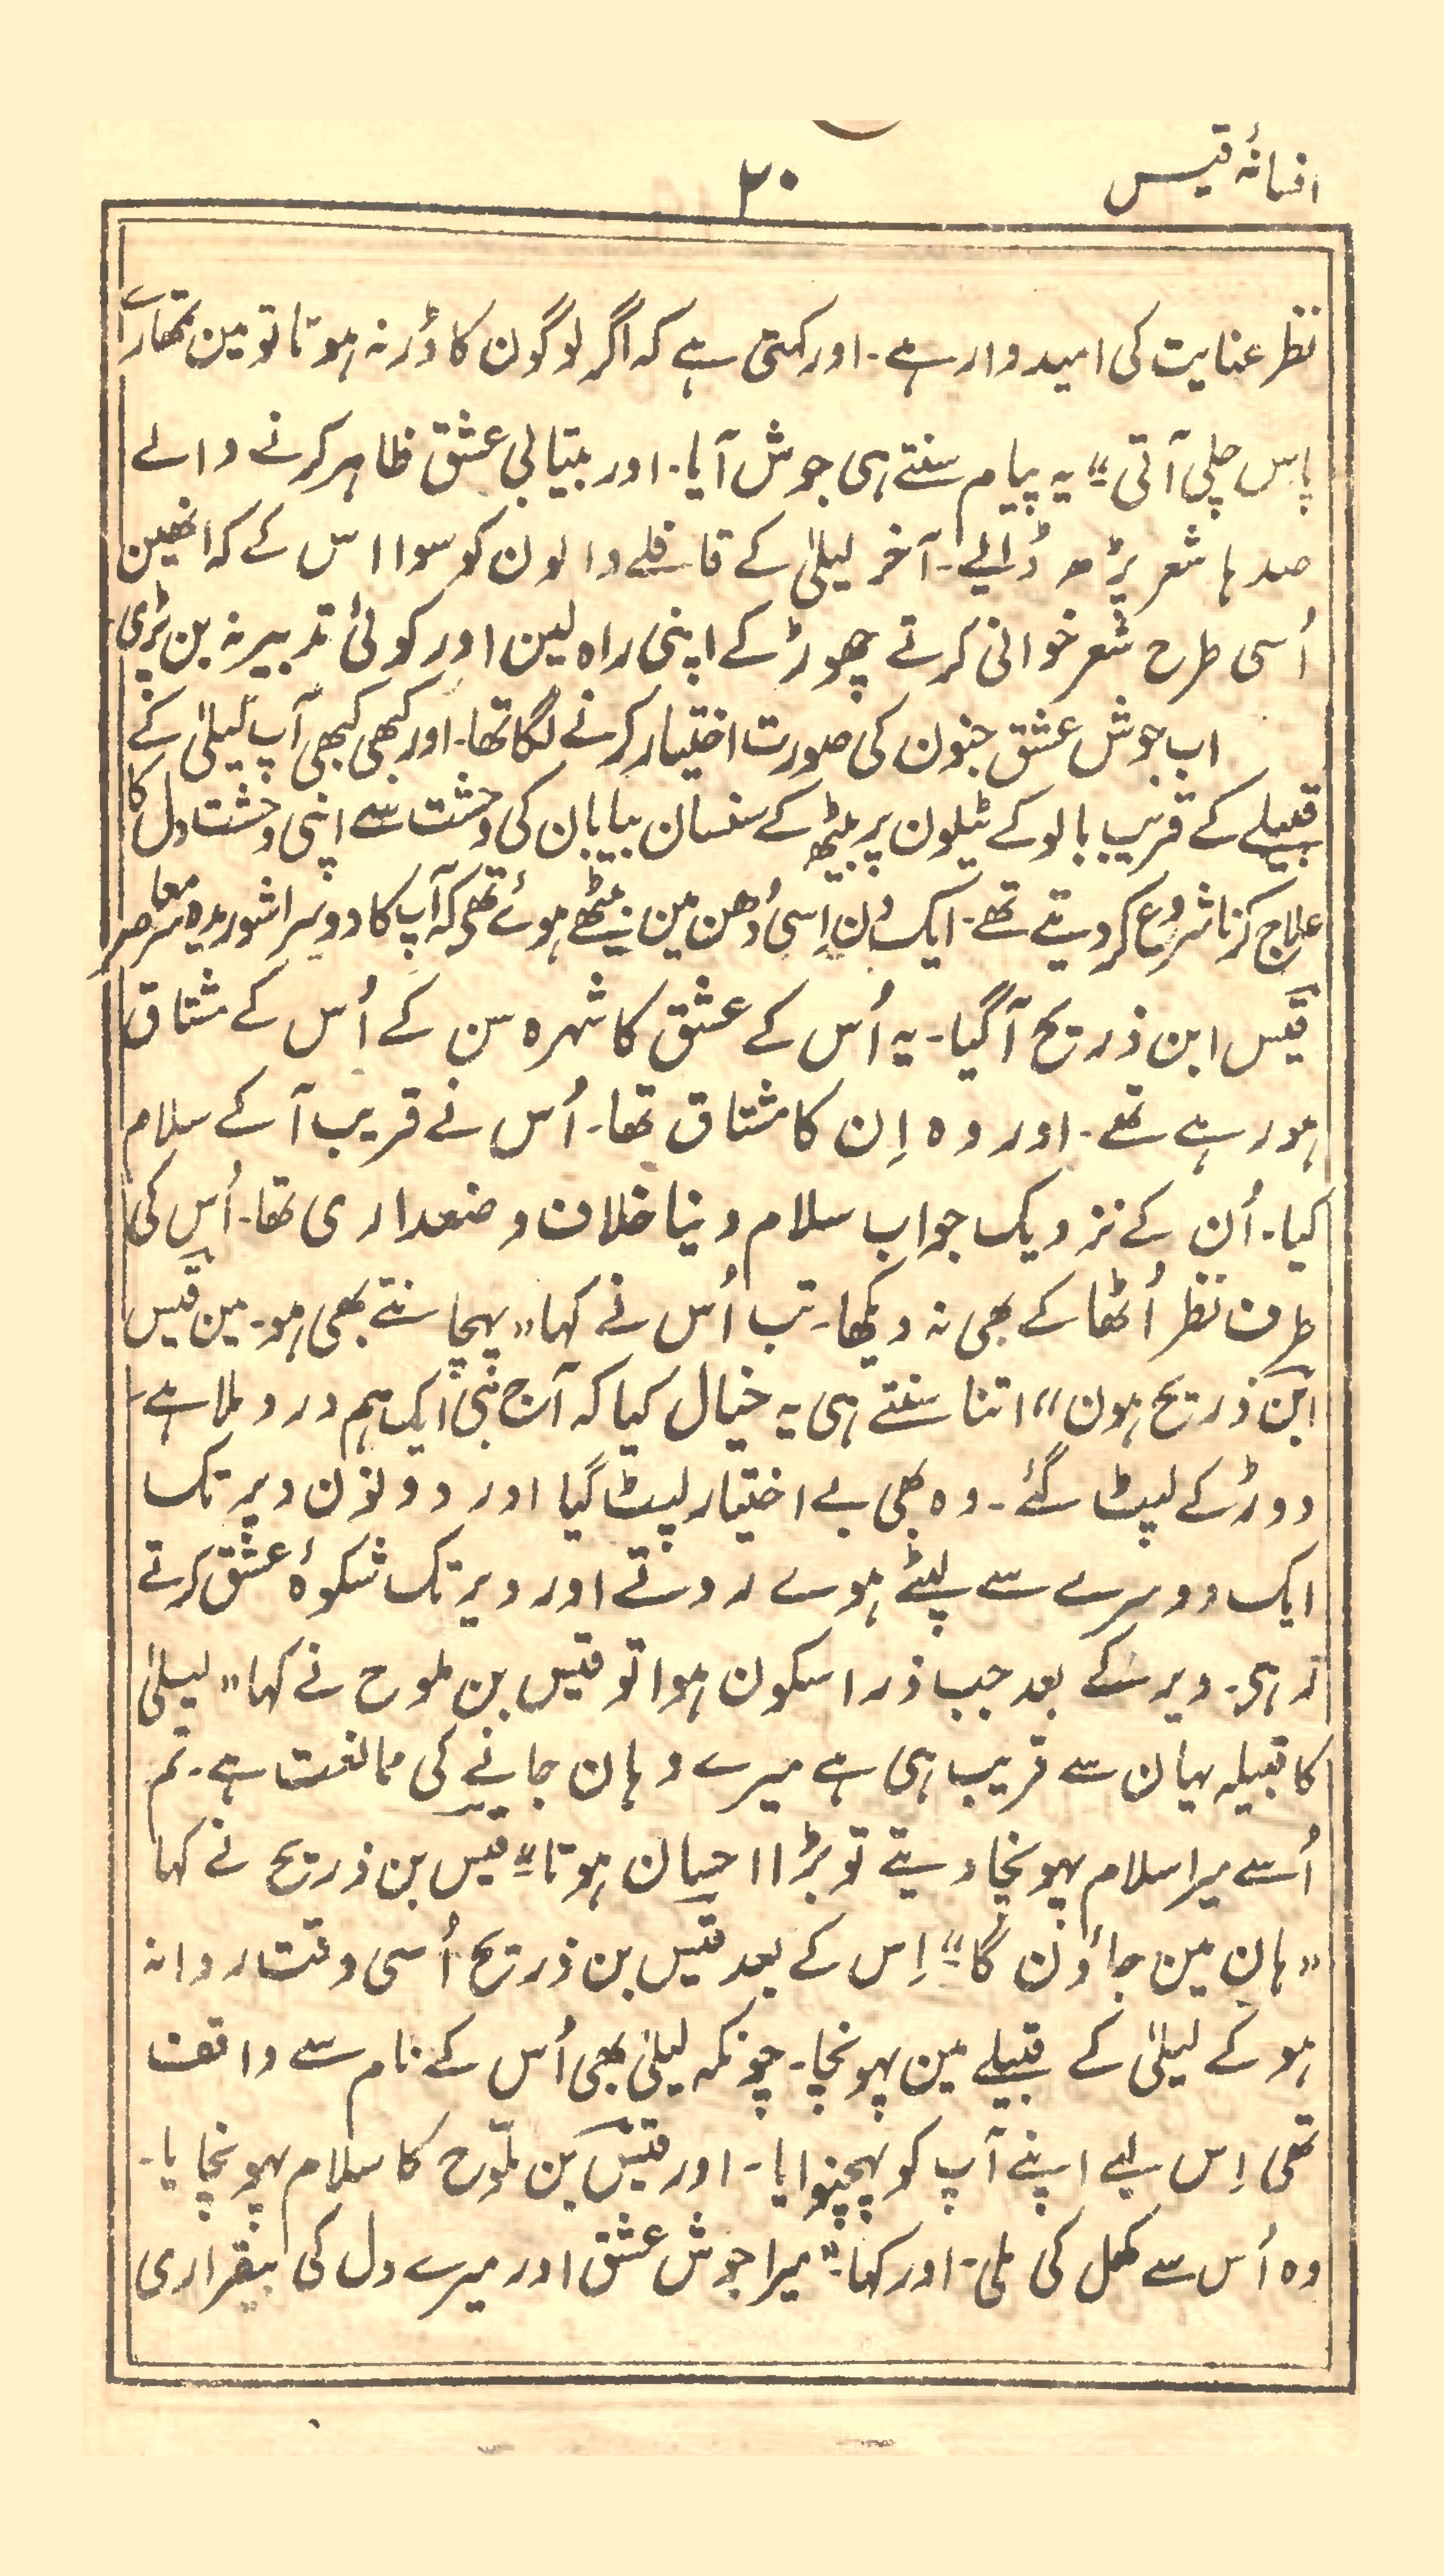 افسانۂ قیس
۲۰
نظر عنایت کی امیدوار ہے۔ اور کہتی ہے کہ اگر لوگون کا ڈر نہ ہوتا تو مین تمھارے
پاس چلی آتی" یہ پیام سنتے ہی جوش آیا۔ اور بیتابی عشق ظاہر کرنے والے
صدہا شعر پڑھ ڈالے۔ آخر لیلیٰ کے قافلے والون کو سوا اس کے کہ انھین
اُسی طرح شعر خوانی کرتے چھوڑ کے اپنی راہ لین اور کوئی تدبیر نہ بن پڑی
اب جوش عشق جنون کی صورت اختیار کرنے لگا تھا۔ اور کبھی کبھی آپ لیلیٰ کے
قبیلے کے قریب بالو کے ٹیلون پر بیٹھ کے سنسان بیابان کی وحشت سے اپنی وحشت دل کا
علاج کرنا شروع کر دیتے تھے۔ ایک دن اِسی دُھن مین بیٹھے ہوئے تھے کہ آپ کا دوسرا شوریدہ سر معاصر
قیس ابن ذریح آگیا۔ یہ اُس کے عشق کا شہرہ سن کے اُس کے مشتاق
ہو رہے تھے۔ اور وہ اِن کا مشتاق تھا۔ اُس نے قریب آ کے سلام
کیا۔ اُن کے نزدیک جواب سلام دینا خلاف وضعداری تھا۔ اُس کی
طرف نظر اُٹھا کے بھی نہ دیکھا۔ تب اُس نے کہا "پہچانتے بھی ہو۔ مین قیس
ابن ذریح ہون" اتنا سنتے ہی یہ خیال کیا کہ آج ہی ایک ہم درد ملا ہے
دوڑ کے لپٹ گئے۔ وہ بھی بے اختیار لپٹ گیا اور دونون دیر تک
ایک دوسرے سے لپٹے ہوے روتے اور دیر تک شکوۂ عشق کرتے
رہے۔ دیر کے بعد جب ذرا سکون ہوا تو قیس بن ملوح نے کہا "لیلیٰ
کا قبیلہ یہان سے قریب ہی ہے میرے وہان جانے کی ممانعت ہے۔ تم
اُسے میرا سلام پہونچا دیتے تو بڑا احسان ہوتا" قیس بن ذریح نے کہا
"ہان مین جاؤن گا" اِس کے بعد قیس بن ذریح اُسی وقت روانہ
ہو کے لیلیٰ کے قبیلے مین پہونچا۔ چونکہ لیلیٰ بھی اُس کے نام سے واقف
تھی اِس لیے اپنے آپ کو پہچنوایا۔ اور قیس بن ملوح کا سلام پہونچایا۔
وہ اُس سے کھل کی ملی۔ اور کہا۔ "میرا جوش عشق اور میرے دل کی بیقراری